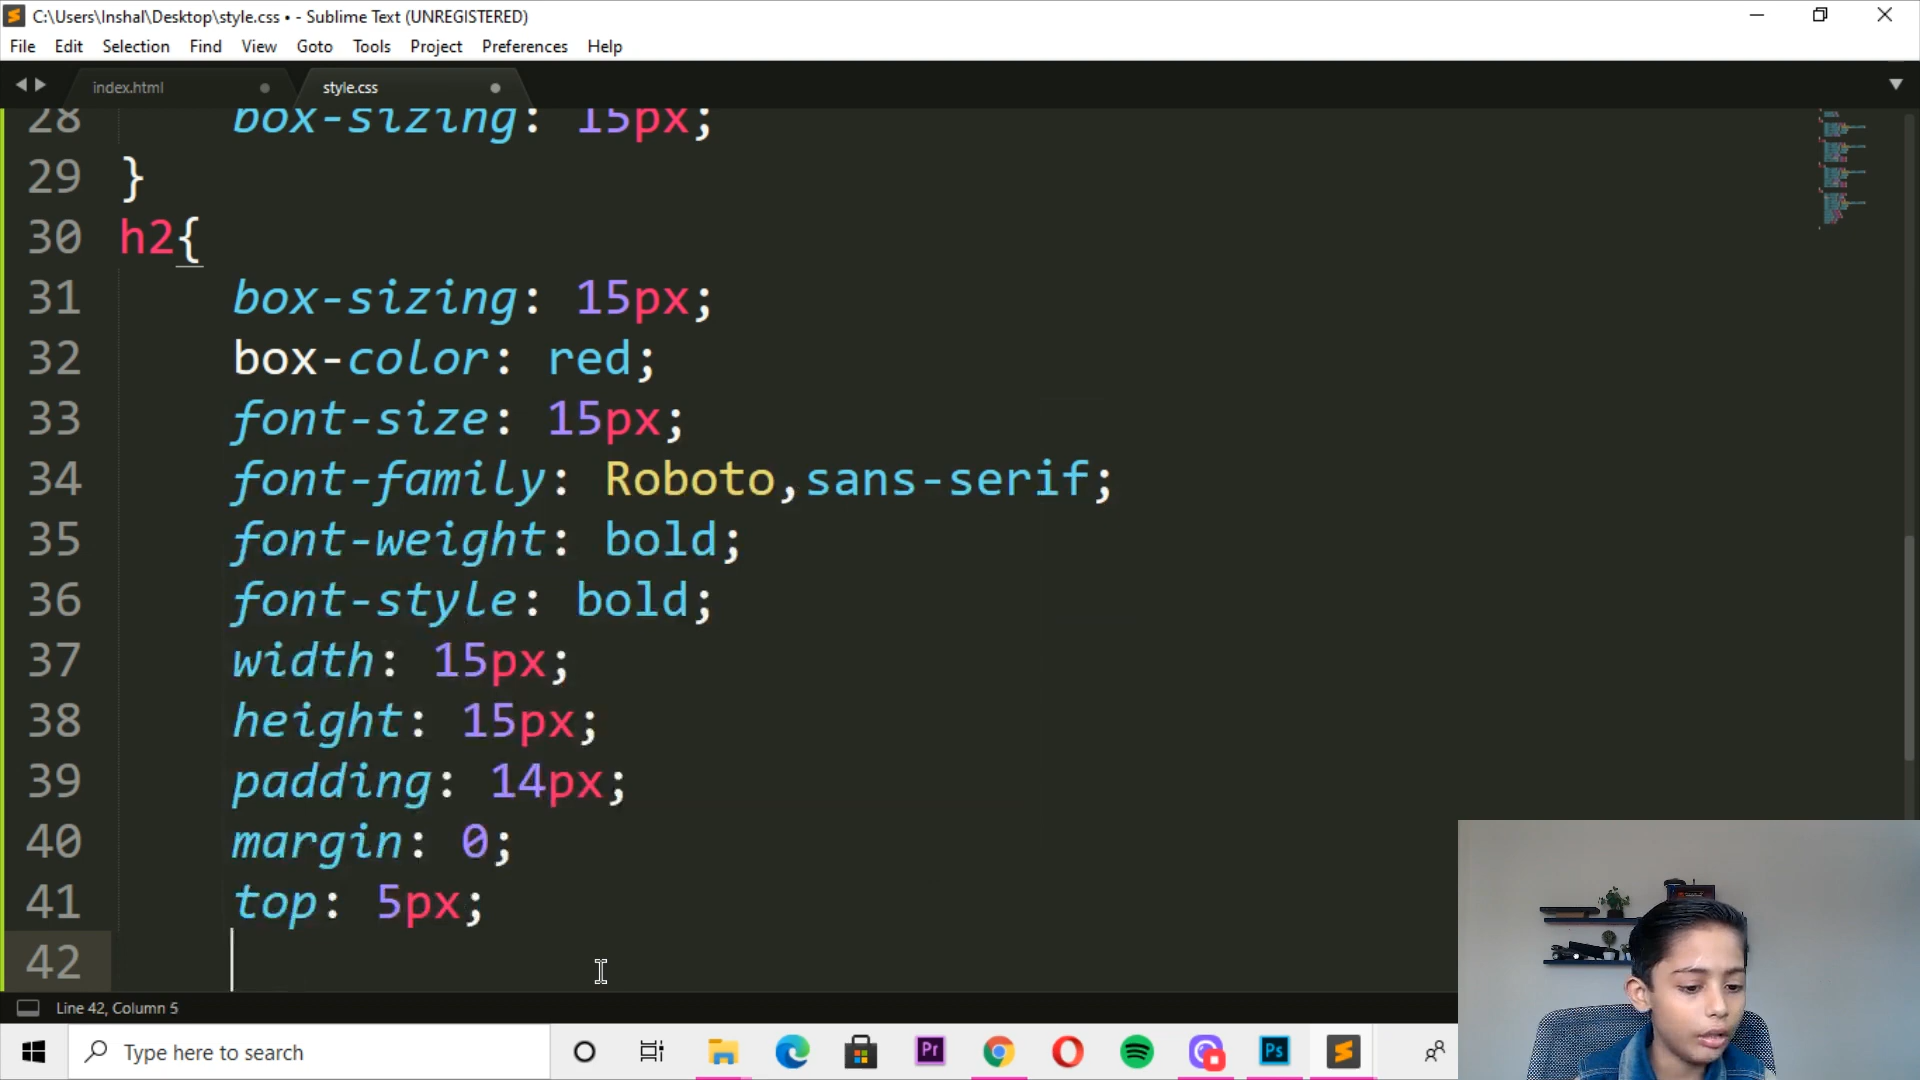 C:\Users\Inshal\Desktop\style.css • - Sublime Text (UNREGISTERED)
File Edit Selection Find View Goto Tools Project Preferences Help
index.html style.css
28 box-sizing: 15px;
29 }
30 h2{
31 box-sizing: 15px;
32 box-color: red;
33 font-size: 15px;
34 font-family: Roboto,sans-serif;
35 font-weight: bold;
36 font-style: bold;
37 width: 15px;
38 height: 15px;
39 padding: 14px;
40 margin: 0;
41 top: 5px;
42
Line 42, Column 5
Type here to search
Pr
Ps